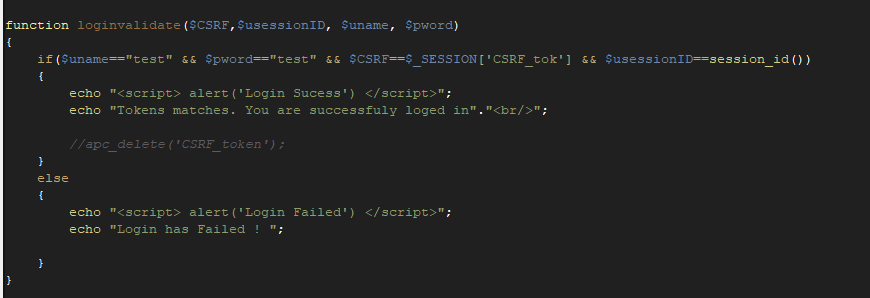 function loginvalidate($CSRF,$usessionID, $uname, $pword)
{
if($uname=="test" && $pword=="test" && $CSRF==$_SESSION['CSRF_tok'] && $usessionID==session_id())
{
echo "<script> alert('Login Sucess') </script>";
echo "Tokens matches. You are successfuly loged in"."<br/>";
//apc_delete('CSRF_token');
}
else
{
echo "<script> alert('Login Failed') </script>";
echo "Login has Failed ! ";
}
}